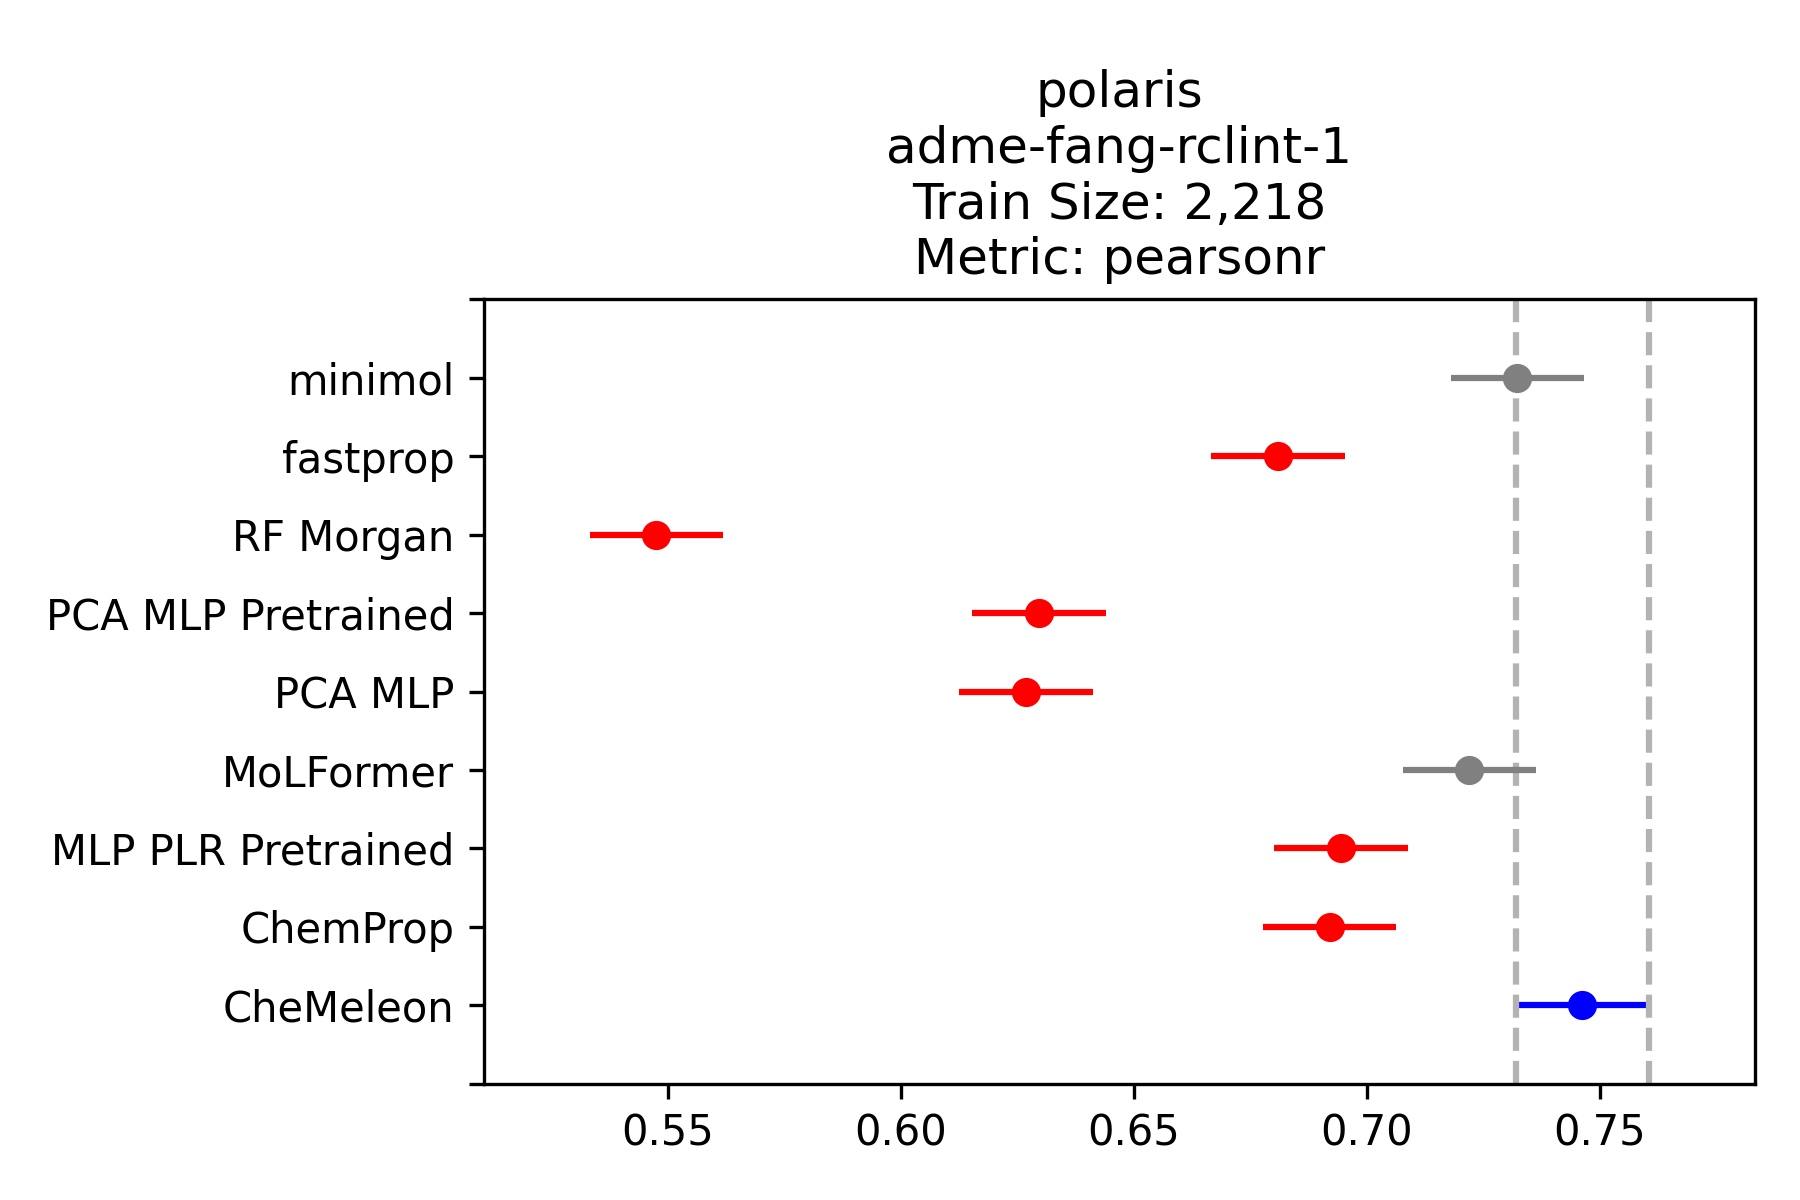 polaris
adme-fang-rclint-1
Train Size: 2,218
Metric: pearsonr
minimol
fastprop
RF Morgan
PCA MLP Pretrained
PCA MLP
MoLFormer
MLP PLR Pretrained
ChemProp
CheMeleon
0.55 0.60 0.65 0.70 0.75